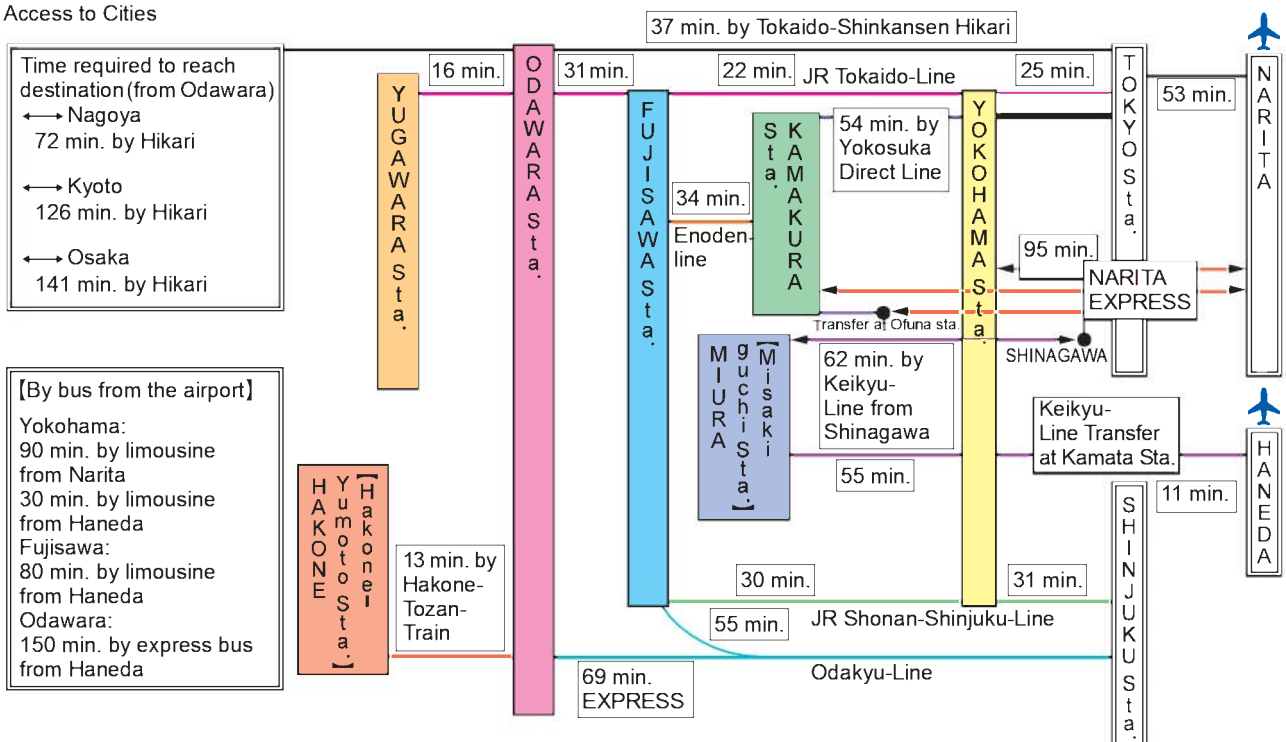 Access to Cities
37 min. by Tokaido-Shinkansen Hikari
Time required to reach
destination (from Odawara)
←→ Nagoya
72 min. by Hikari
←→ Kyoto
126 min. by Hikari
←→ Osaka
141 min. by Hikari
16 min.
31 min.
22 min.
JR Tokaido-Line
25 min.
53 min.
YUGAWARA Sta.
ODAWARA Sta.
FUJISAWA Sta.
KAMAKURA
Sta.
YOKOHAMA Sta.
TOKYO Sta.
NARITA
54 min. by
Yokosuka
Direct Line
34 min.
Enoden-
line
95 min.
NARITA
EXPRESS
Transfer at Ofuna sta.
SHINAGAWA
MIURA
【Misaki
guchi Sta.】
62 min. by
Keikyu-
Line from
Shinagawa
55 min.
Keikyu-
Line Transfer
at Kamata Sta.
11 min.
HANEDA
【By bus from the airport】
Yokohama:
90 min. by limousine
from Narita
30 min. by limousine
from Haneda
Fujisawa:
80 min. by limousine
from Haneda
Odawara:
150 min. by express bus
from Haneda
HAKONE
【Hakone-
Yumoto Sta.】
13 min. by
Hakone-
Tozan-
Train
30 min.
31 min.
JR Shonan-Shinjuku-Line
55 min.
69 min.
EXPRESS
Odakyu-Line
SHINJUKU Sta.